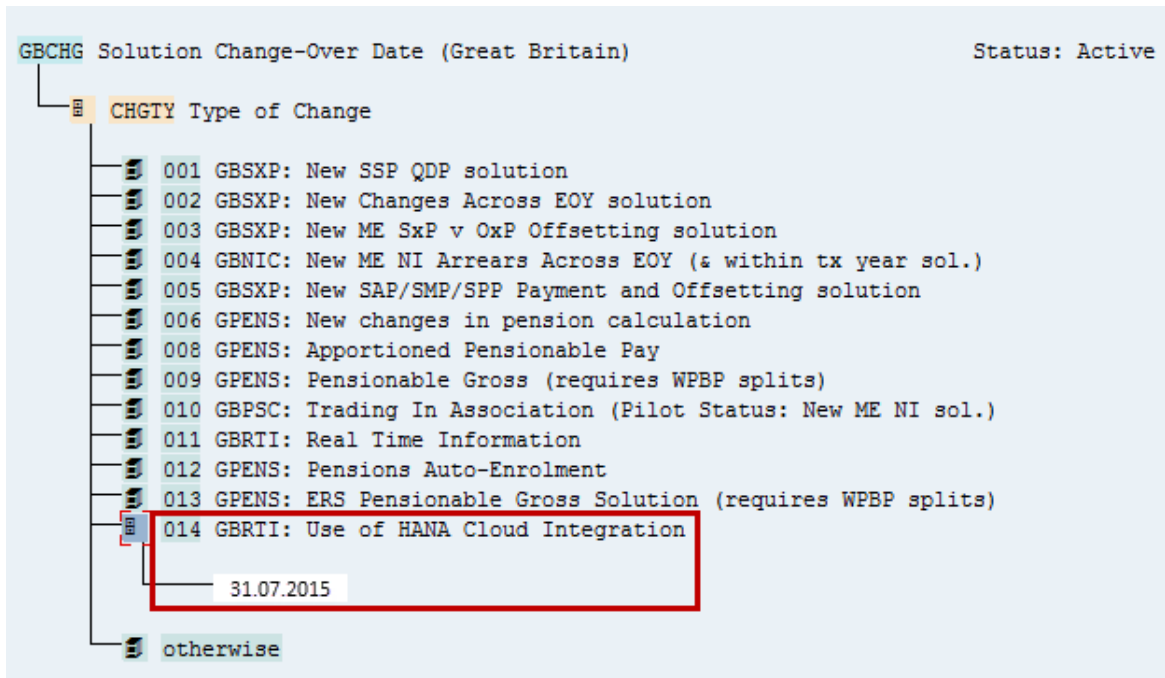 GBCHG Solution Change-Over Date (Great Britain) Status: Active
CHGTY Type of Change
001 GBSXP: New SSP QDP solution
002 GBSXP: New Changes Across EOY solution
003 GBSXP: New ME SxP v OxP Offsetting solution
004 GBNIC: New ME NI Arrears Across EOY (& within tx year sol.)
005 GBSXP: New SAP/SMP/SPP Payment and Offsetting solution
006 GPENS: New changes in pension calculation
008 GPENS: Apportioned Pensionable Pay
009 GPENS: Pensionable Gross (requires WPBP splits)
010 GBPSC: Trading In Association (Pilot Status: New ME NI sol.)
011 GBRTI: Real Time Information
012 GPENS: Pensions Auto-Enrolment
013 GPENS: ERS Pensionable Gross Solution (requires WPBP splits)
014 GBRTI: Use of HANA Cloud Integration
31.07.2015
otherwise